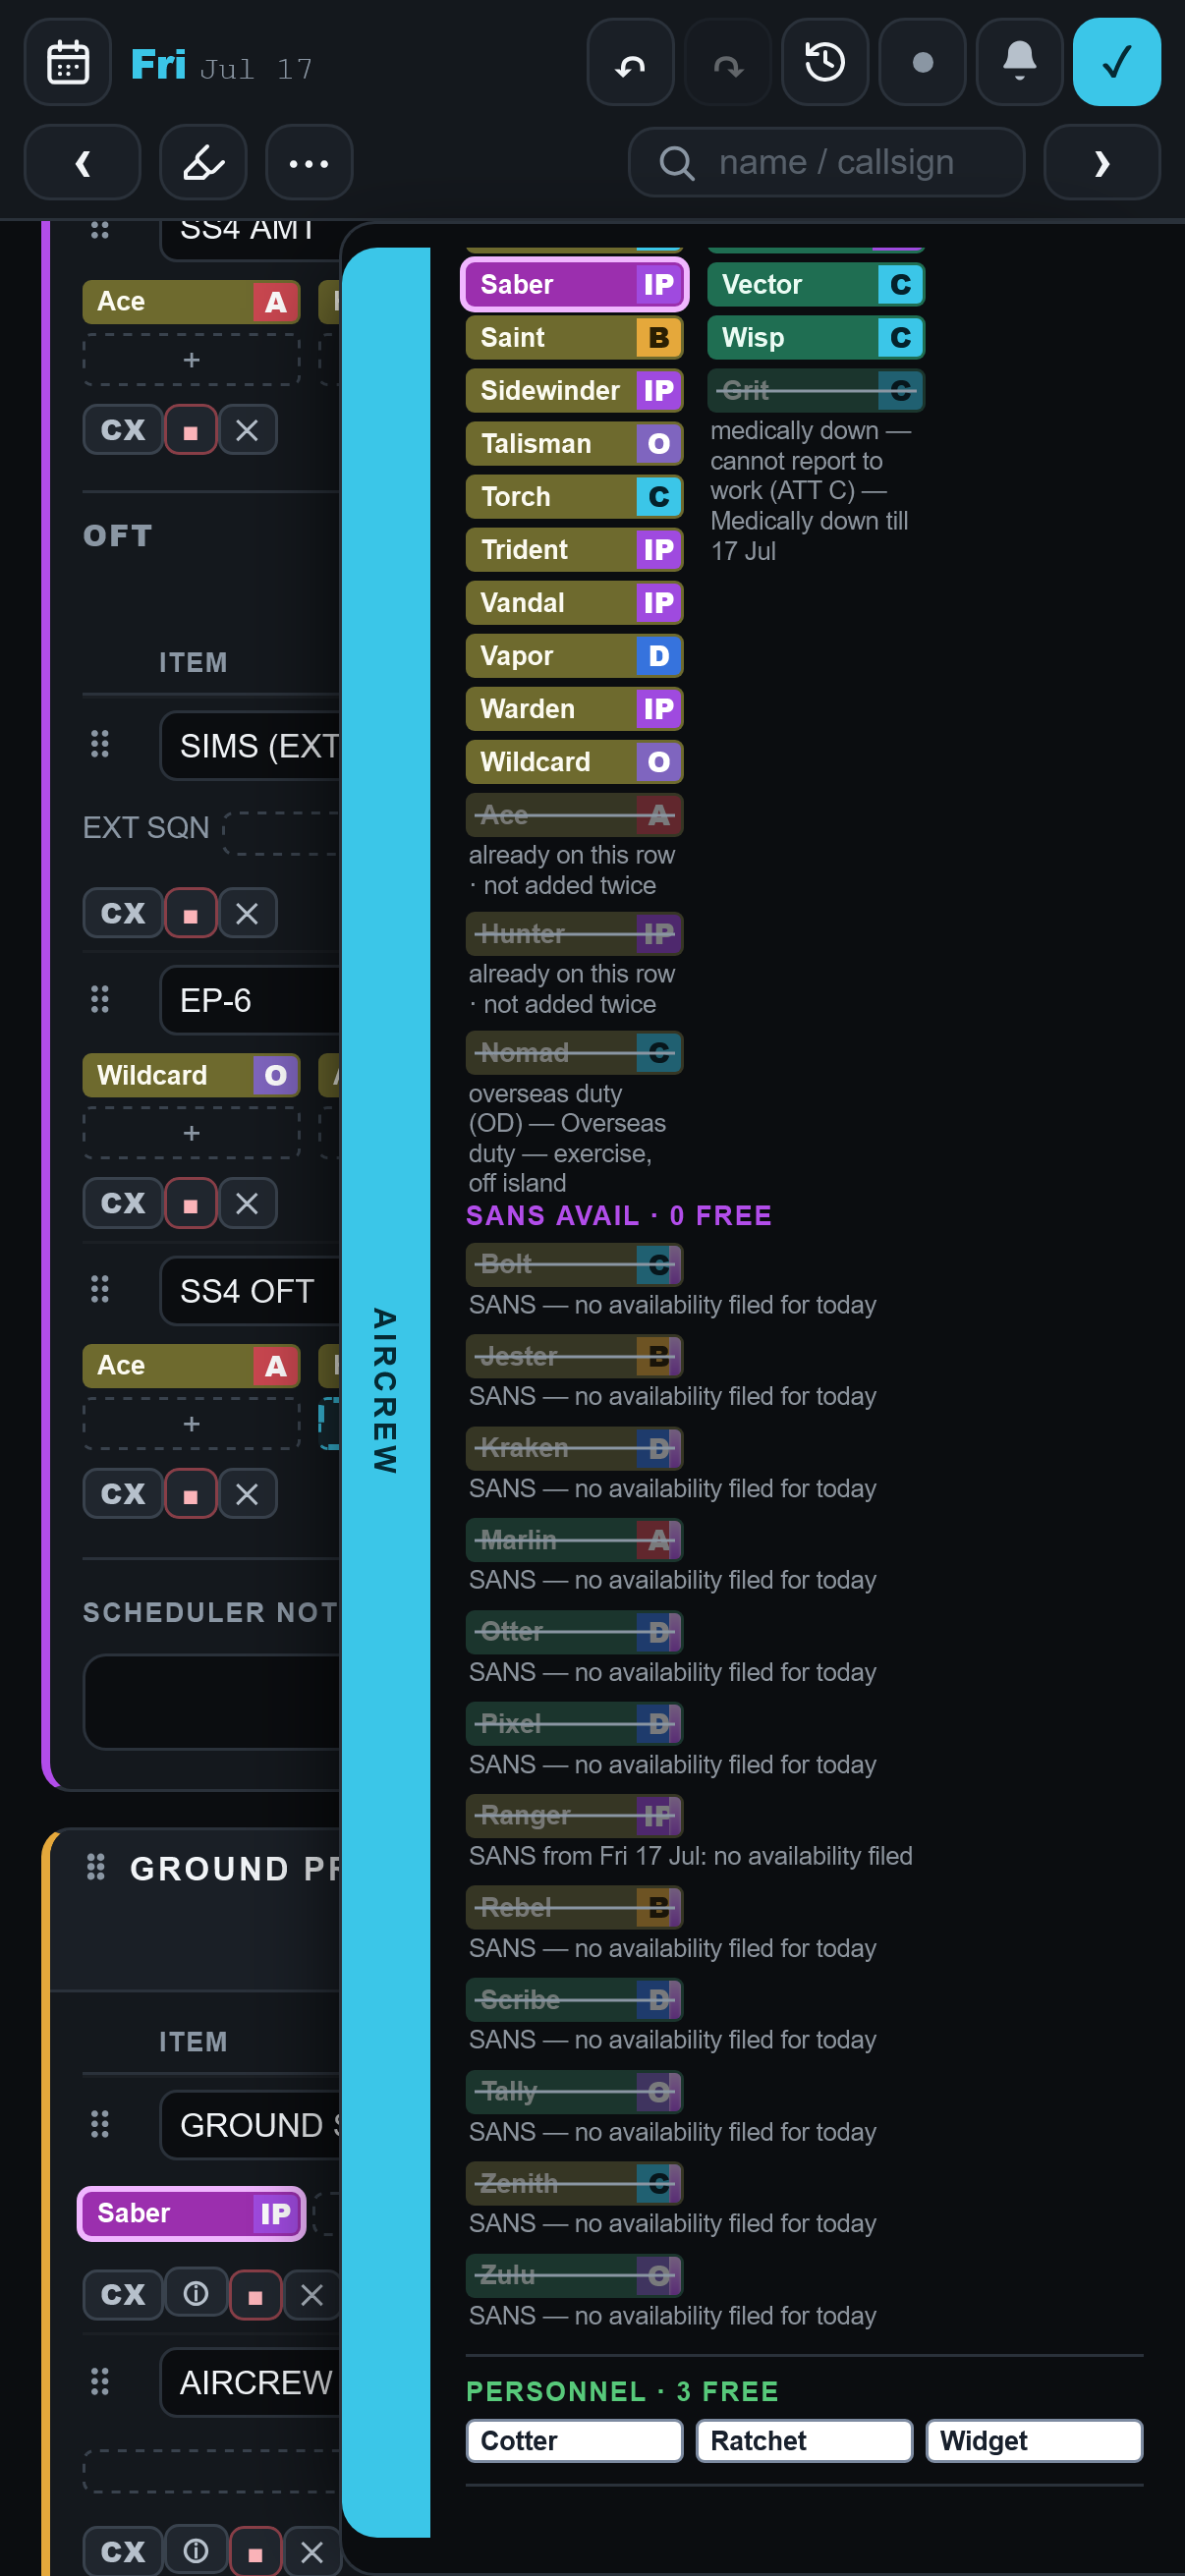 Fri Jul 17
name / callsign
SS4 AMT
Ace A
+
CX
OFT
ITEM
SIMS (EXT
EXT SQN
CX
EP-6
Wildcard O
+
CX
SS4 OFT
Ace A
+
CX
SCHEDULER NOT
GROUND PR
ITEM
GROUND S
Saber IP
CX
AIRCREW
CX
AIRCREW
Saber IP
Saint B
Sidewinder IP
Talisman O
Torch C
Trident IP
Vandal IP
Vapor D
Warden IP
Wildcard O
Ace A
already on this row
· not added twice
Hunter IP
already on this row
· not added twice
Nomad C
overseas duty
(OD) — Overseas
duty — exercise,
off island
Vector C
Wisp C
Grit C
medically down —
cannot report to
work (ATT C) —
Medically down till
17 Jul
SANS AVAIL · 0 FREE
Bolt C
SANS — no availability filed for today
Jester B
SANS — no availability filed for today
Kraken D
SANS — no availability filed for today
Marlin A
SANS — no availability filed for today
Otter D
SANS — no availability filed for today
Pixel D
SANS — no availability filed for today
Ranger IP
SANS from Fri 17 Jul: no availability filed
Rebel B
SANS — no availability filed for today
Scribe D
SANS — no availability filed for today
Tally O
SANS — no availability filed for today
Zenith C
SANS — no availability filed for today
Zulu O
SANS — no availability filed for today
PERSONNEL · 3 FREE
Cotter Ratchet Widget